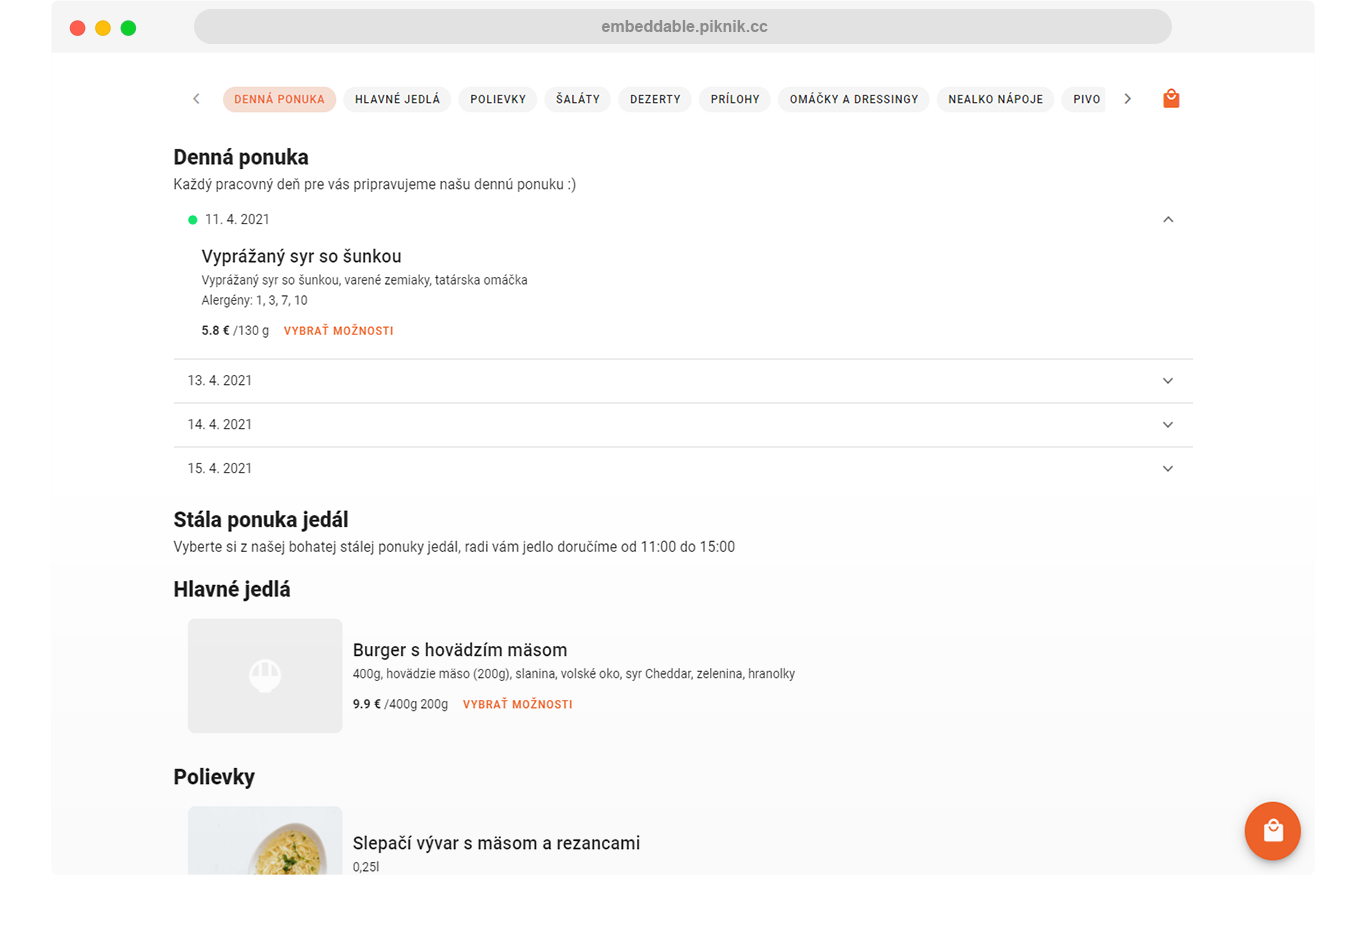 embeddable.piknik.cc
DENNÁ PONUKA HLAVNÉ JEDLÁ POLIEVKY ŠALÁTY DEZERTY PRÍLOHY OMÁČKY A DRESSINGY NEALKO NÁPOJE PIVO
Denná ponuka
Každý pracovný deň pre vás pripravujeme našu dennú ponuku :)
11. 4. 2021
Vyprážaný syr so šunkou
Vyprážaný syr so šunkou, varené zemiaky, tatárska omáčka
Alergény: 1, 3, 7, 10
5.8 € /130 g VYBRAŤ MOŽNOSTI
13. 4. 2021
14. 4. 2021
15. 4. 2021
Stála ponuka jedál
Vyberte si z našej bohatej stálej ponuky jedál, radi vám jedlo doručíme od 11:00 do 15:00
Hlavné jedlá
Burger s hovädzím mäsom
400g, hovädzie mäso (200g), slanina, volské oko, syr Cheddar, zelenina, hranolky
9.9 € /400g 200g VYBRAŤ MOŽNOSTI
Polievky
Slepačí vývar s mäsom a rezancami
0,25l